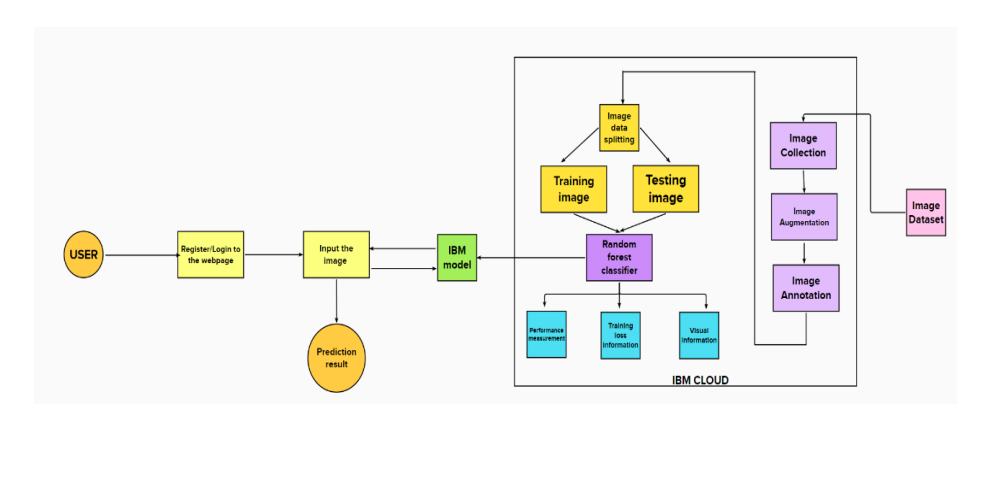 USER
Register/Login to
the webpage
Input the
image
Prediction
result
IBM
model
Image
data
splitting
Training
image
Testing
image
Random
forest
classifier
Performance
measurement
Training
loss
information
Visual
information
IBM CLOUD
Image
Collection
Image
Augmentation
Image
Annotation
Image
Dataset